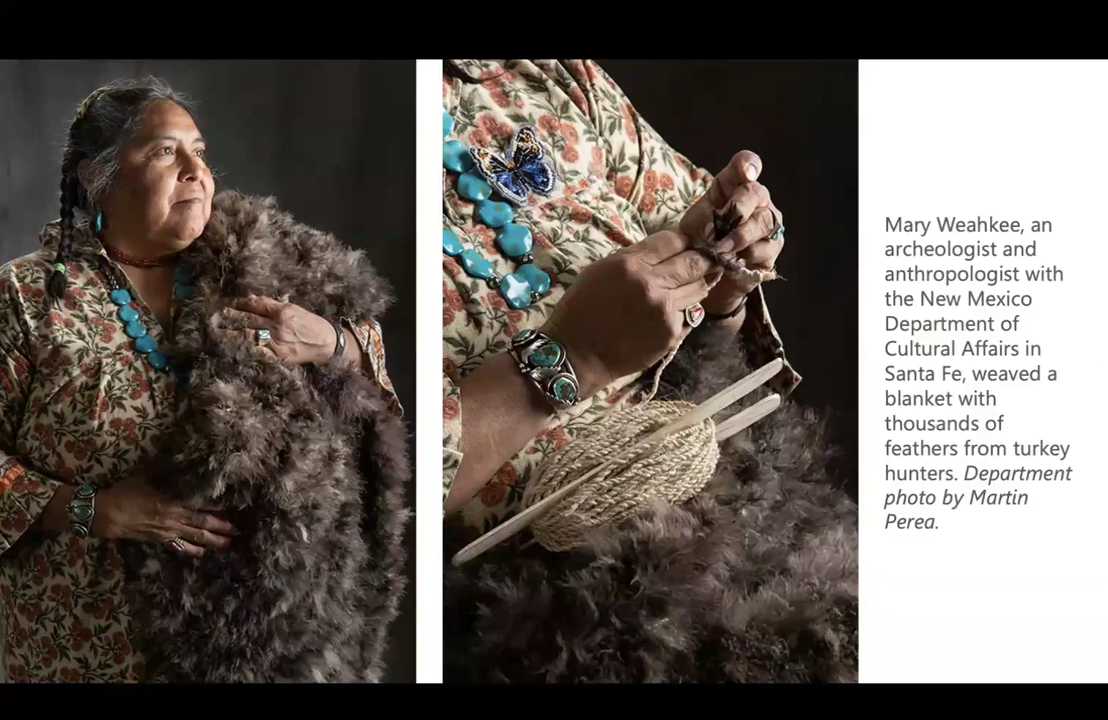 Mary Weahkee, an
archeologist and
anthropologist with
the New Mexico
Department of
Cultural Affairs in
Santa Fe, weaved a
blanket with
thousands of
feathers from turkey
hunters. Department
photo by Martin
Perea.